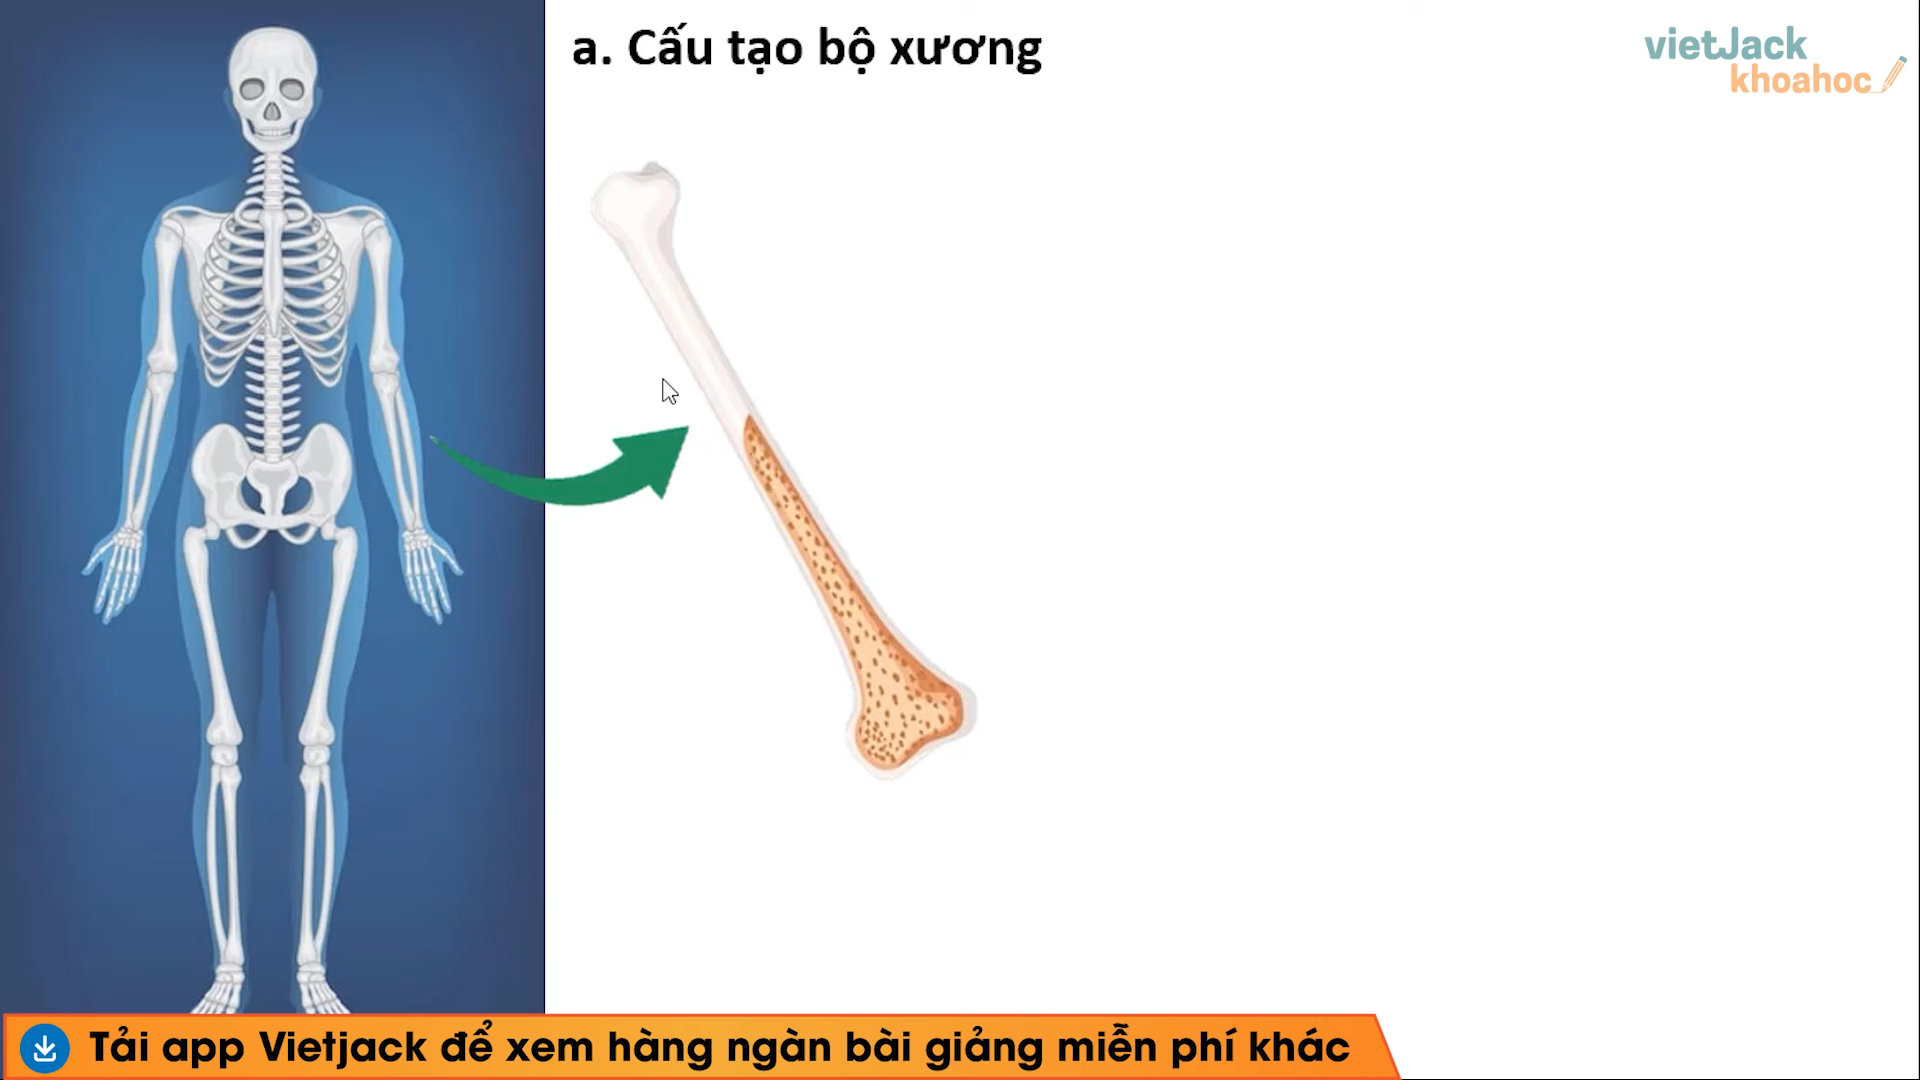 a. Cấu tạo bộ xương
vietJack
khoahoc
Tải app Vietjack để xem hàng ngàn bài giảng miễn phí khác